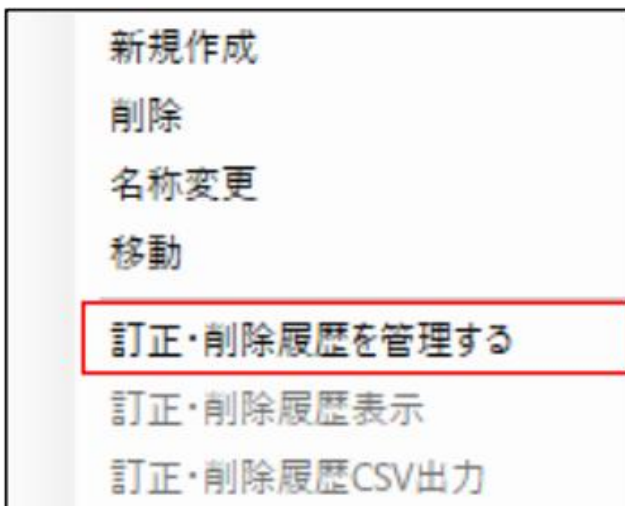 新規作成
削除
名称変更
移動
訂正･削除履歴を管理する
訂正･削除履歴表示
訂正･削除履歴CSV出力